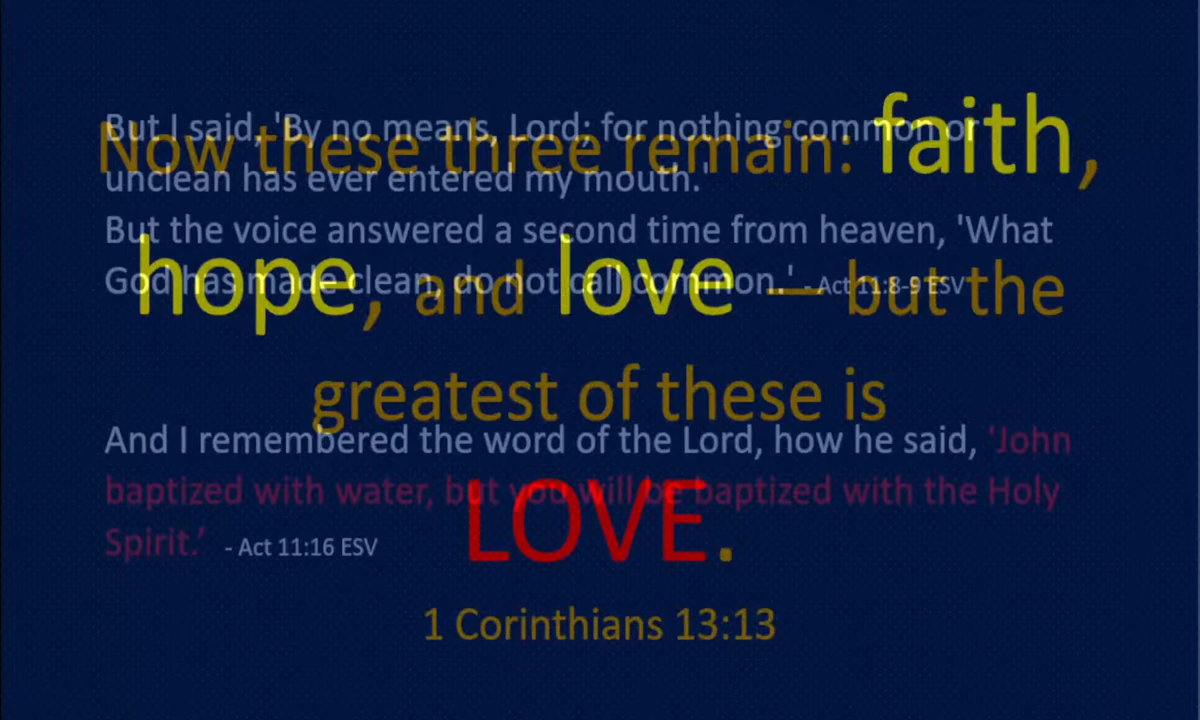 But I said, 'By no means, Lord; for nothing common or
unclean has ever entered my mouth.'
But the voice answered a second time from heaven, 'What
God has made clean, do not call common.' - Act 11:8-9 ESV
And I remembered the word of the Lord, how he said, 'John
baptized with water, but you will be baptized with the Holy
Spirit.’ - Act 11:16 ESV
Now these three remain: faith,
hope, and love — but the
greatest of these is
LOVE.
1 Corinthians 13:13